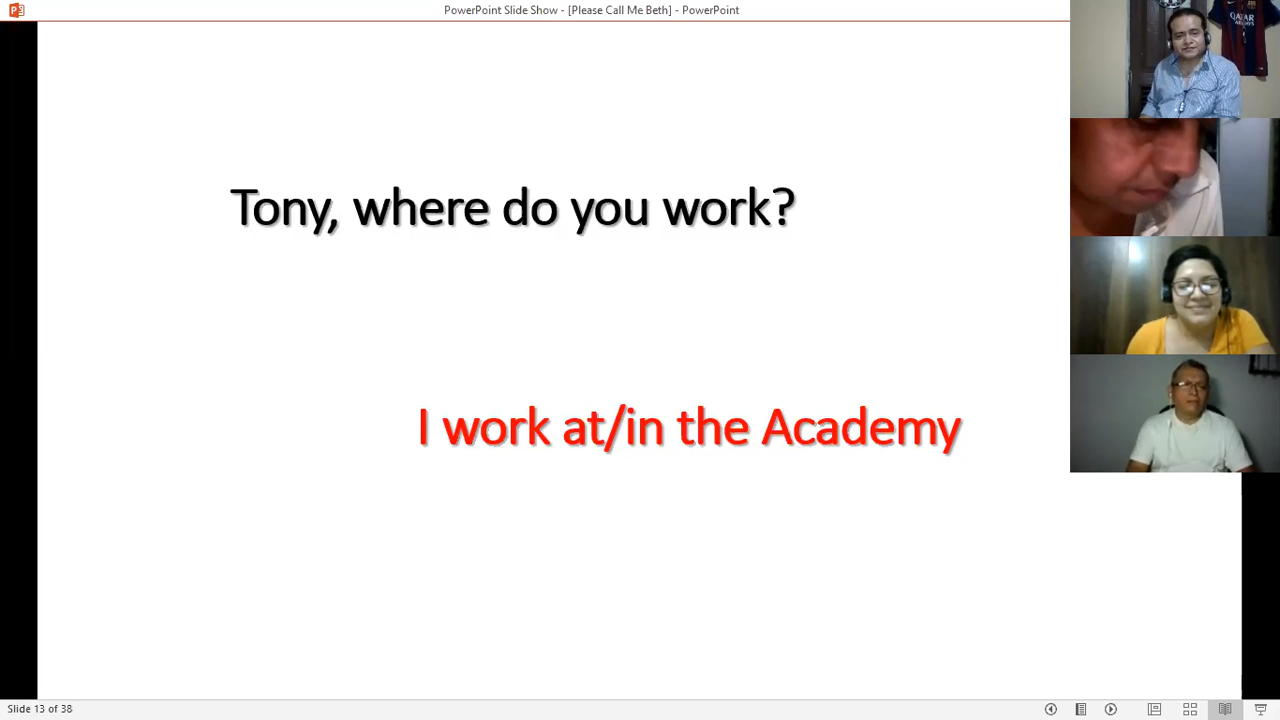 PowerPoint Slide Show - [Please Call Me Beth] - PowerPoint
QATAR
Tony, where do you work?
I work at/in the Academy
Slide 13 of 38